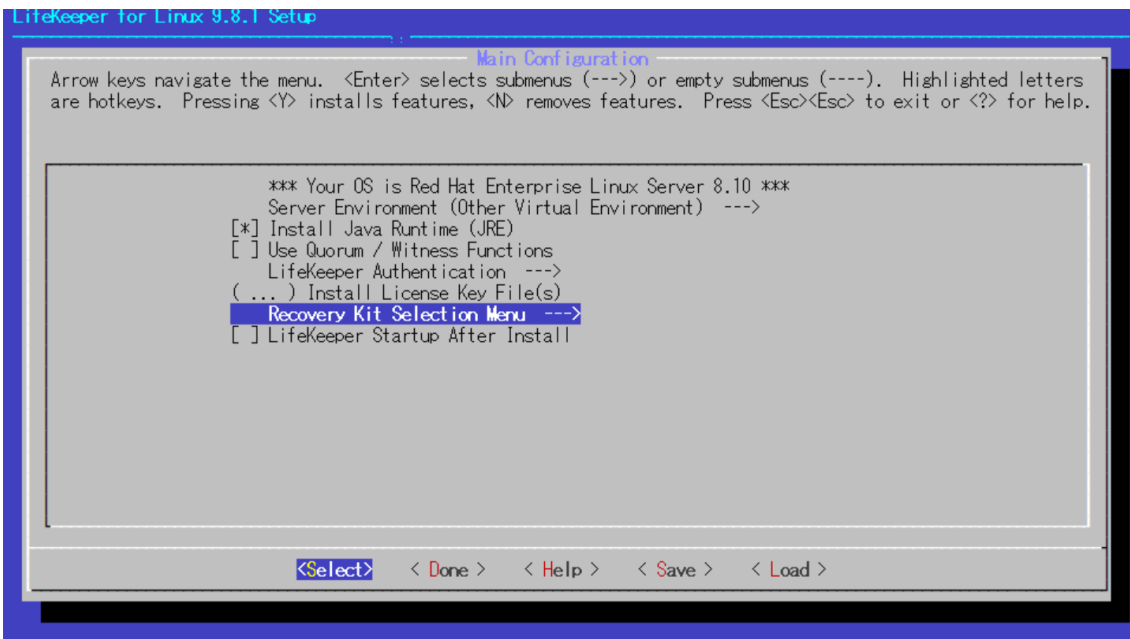 LifeKeeper for Linux 9.8.1 Setup
Main Configuration
Arrow keys navigate the menu. <Enter> selects submenus (--->) or empty submenus (----). Highlighted letters
are hotkeys. Pressing <Y> installs features, <N> removes features. Press <Esc><Esc> to exit or <?> for help.
*** Your OS is Red Hat Enterprise Linux Server 8.10 ***
Server Environment (Other Virtual Environment) --->
[*] Install Java Runtime (JRE)
[ ] Use Quorum / Witness Functions
LifeKeeper Authentication --->
( ... ) Install License Key File(s)
Recovery Kit Selection Menu --->
[ ] LifeKeeper Startup After Install
<Select> < Done > < Help > < Save > < Load >